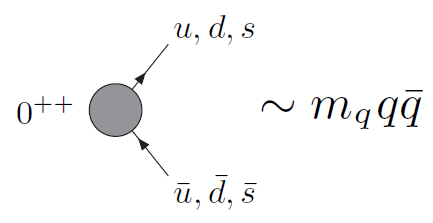 u, d, s
0⁺⁺ ∼ m_q q q̄
ū, d̄, s̄